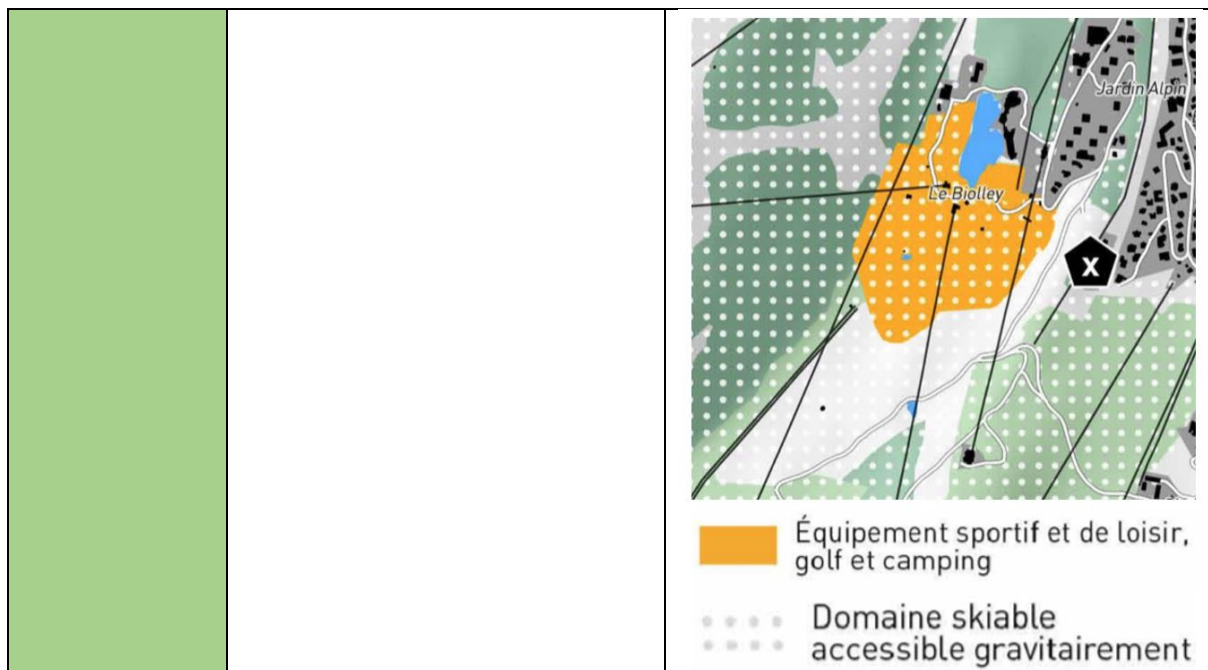 Jardin Alpin
Le Biolley
X
Équipement sportif et de loisir,
golf et camping
Domaine skiable
accessible gravitairement